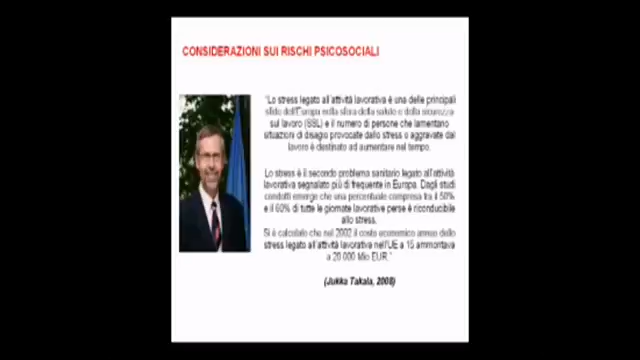 CONSIDERAZIONI SUI RISCHI PSICOSOCIALI
"Lo stress legato all'attività lavorativa è una delle principali
sfide dell'Europa nella sfera della salute e della sicurezza
sul lavoro (SSL) e il numero di persone che lamentano
situazioni di disagio provocate dallo stress o aggravate dal
lavoro è destinato ad aumentare nel tempo.
Lo stress è il secondo problema sanitario legato all'attività
lavorativa segnalato più di frequente in Europa. Dagli studi
condotti emerge che una percentuale compresa tra il 50%
e il 60% di tutte le giornate lavorative perse è riconducibile
allo stress.
Si è calcolato che nel 2002 il costo economico annuo dello
stress legato all'attività lavorativa nell'UE a 15 ammontava
a 20 000 Mio EUR."
(Jukka Takala, 2008)